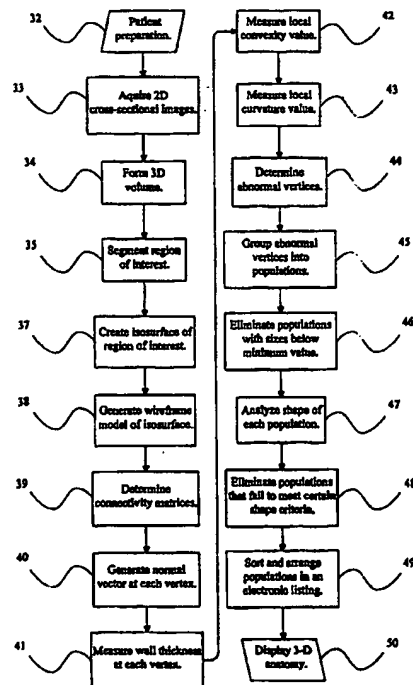 32
Patient
preparation.
33
Aquire 2D
cross-sectional images.
34
Form 3D
volume.
35
Segment region
of interest.
37
Create isosurface of
region of interest.
38
Generate wireframe
model of isosurface.
39
Determine
connectivity matrices.
40
Generate normal
vector at each vertex.
41
Measure wall thickness
at each vertex.
42
Measure local
convexity value.
43
Measure local
curvature value.
44
Determine
abnormal vertices.
45
Group abnormal
vertices into
populations.
46
Eliminate populations
with sizes below
minimum value.
47
Analyze shape of
each population.
48
Eliminate populations
that fail to meet certain
shape criteria.
49
Sort and arrange
populations in an
electronic listing.
50
Display 3-D
anatomy.